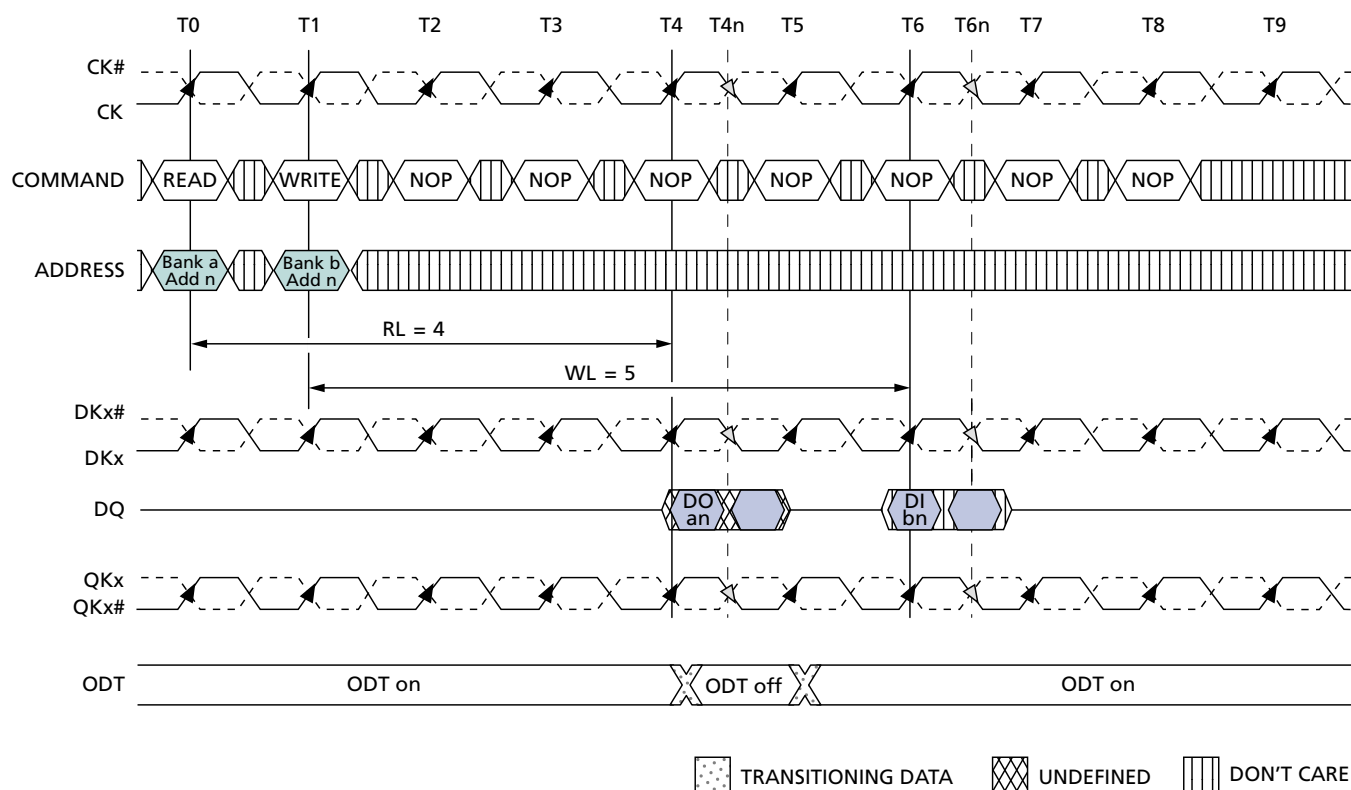 T0 T1 T2 T3 T4 T4n T5 T6 T6n T7 T8 T9
CK#
CK
COMMAND READ WRITE NOP NOP NOP NOP NOP NOP NOP
ADDRESS Bank a Add n Bank b Add n
RL = 4
WL = 5
DKx#
DKx
DQ DO an DI bn
QKx
QKx#
ODT ODT on ODT off ODT on
TRANSITIONING DATA UNDEFINED DON'T CARE